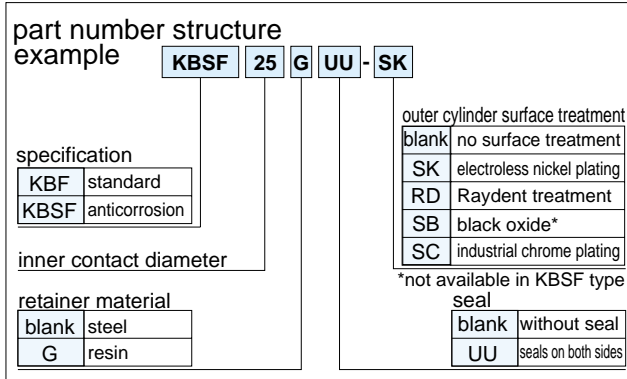 part number structure
example
KBSF 25 G UU - SK
specification
KBF standard
KBSF anticorrosion
inner contact diameter
retainer material
blank steel
G resin
outer cylinder surface treatment
blank no surface treatment
SK electroless nickel plating
RD Raydent treatment
SB black oxide*
SC industrial chrome plating
*not available in KBSF type
seal
blank without seal
UU seals on both sides